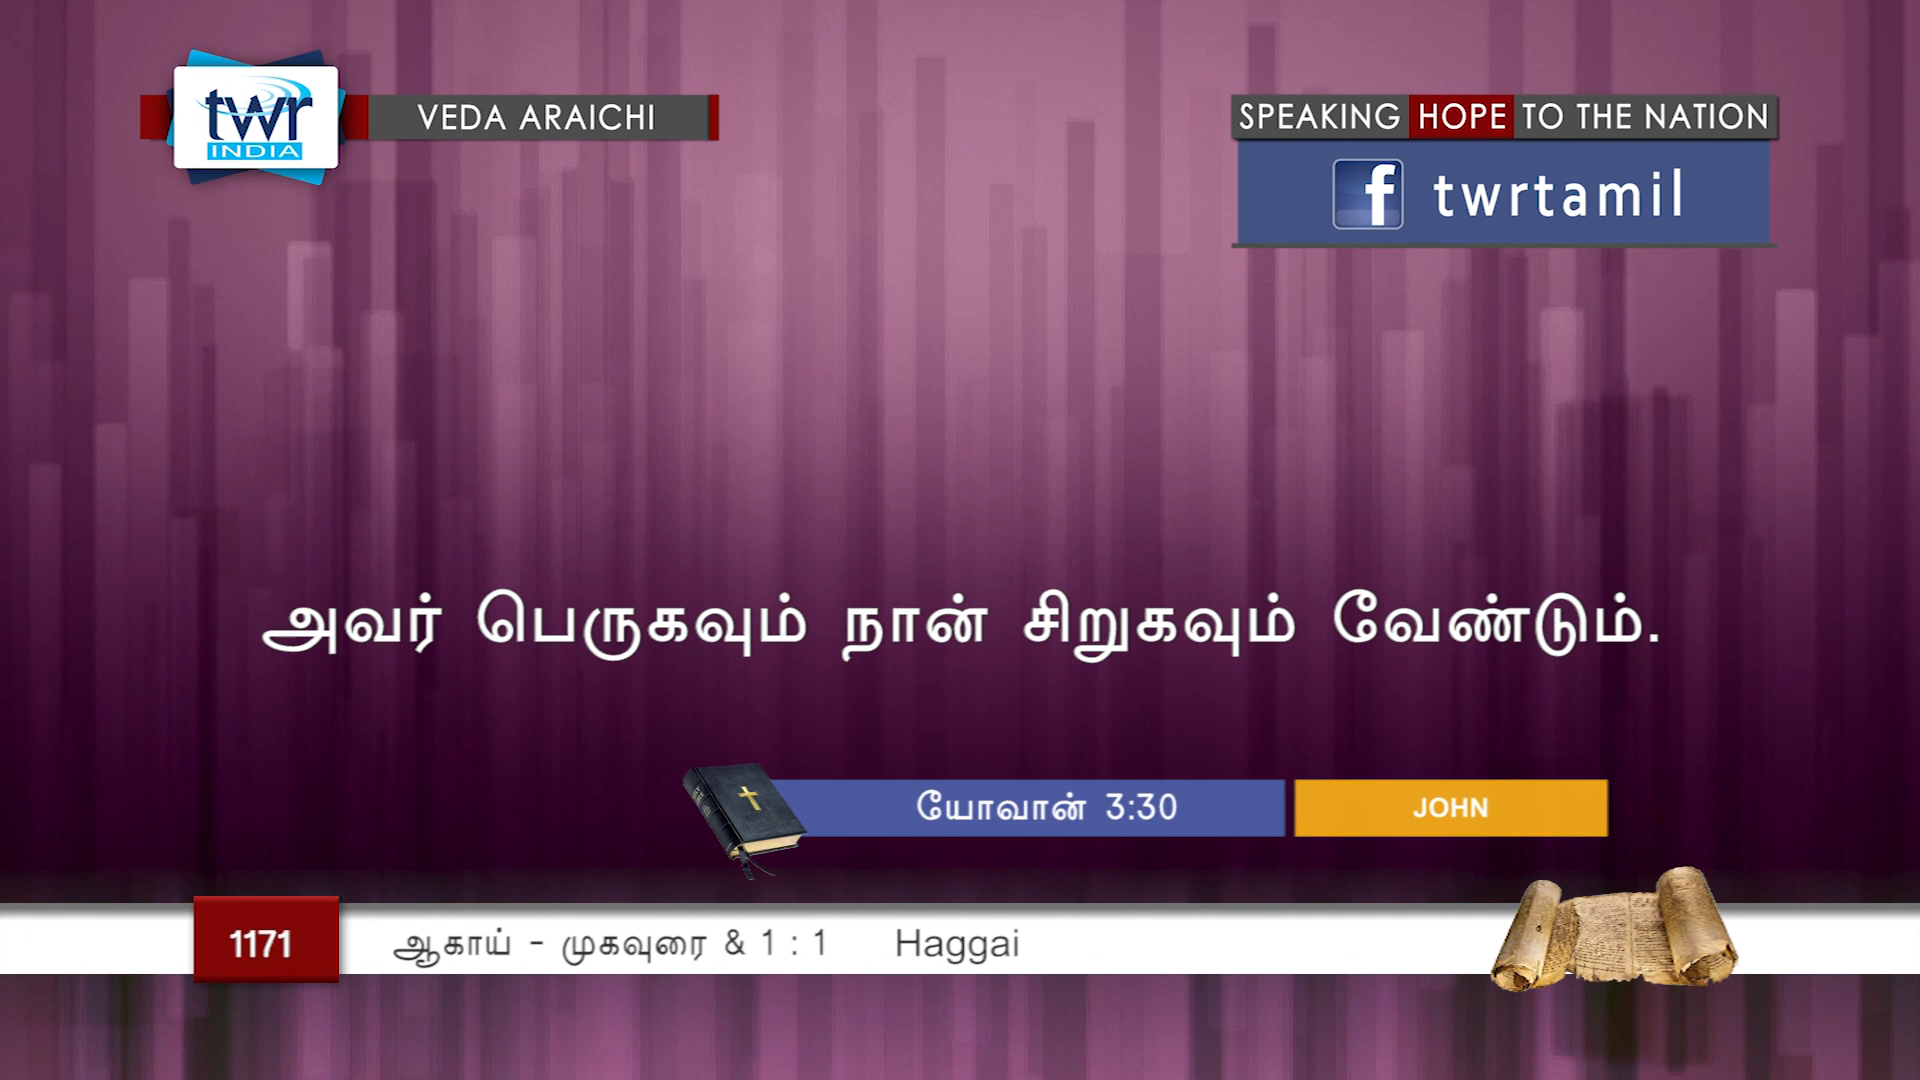 twr
INDIA
VEDA ARAICHI
SPEAKING HOPE TO THE NATION
f twrtamil
அவர் பெருகவும் நான் சிறுகவும் வேண்டும்.
யோவான் 3:30
JOHN
1171
ஆகாய் - முகவுரை & 1 : 1 Haggai